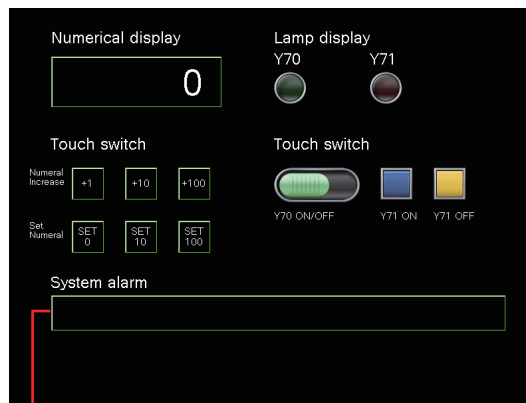 Numerical display
0
Lamp display
Y70 Y71
Touch switch
Numeral
Increase
+1 +10 +100
Set
Numeral
SET
0
SET
10
SET
100
Touch switch
Y70 ON/OFF Y71 ON Y71 OFF
System alarm